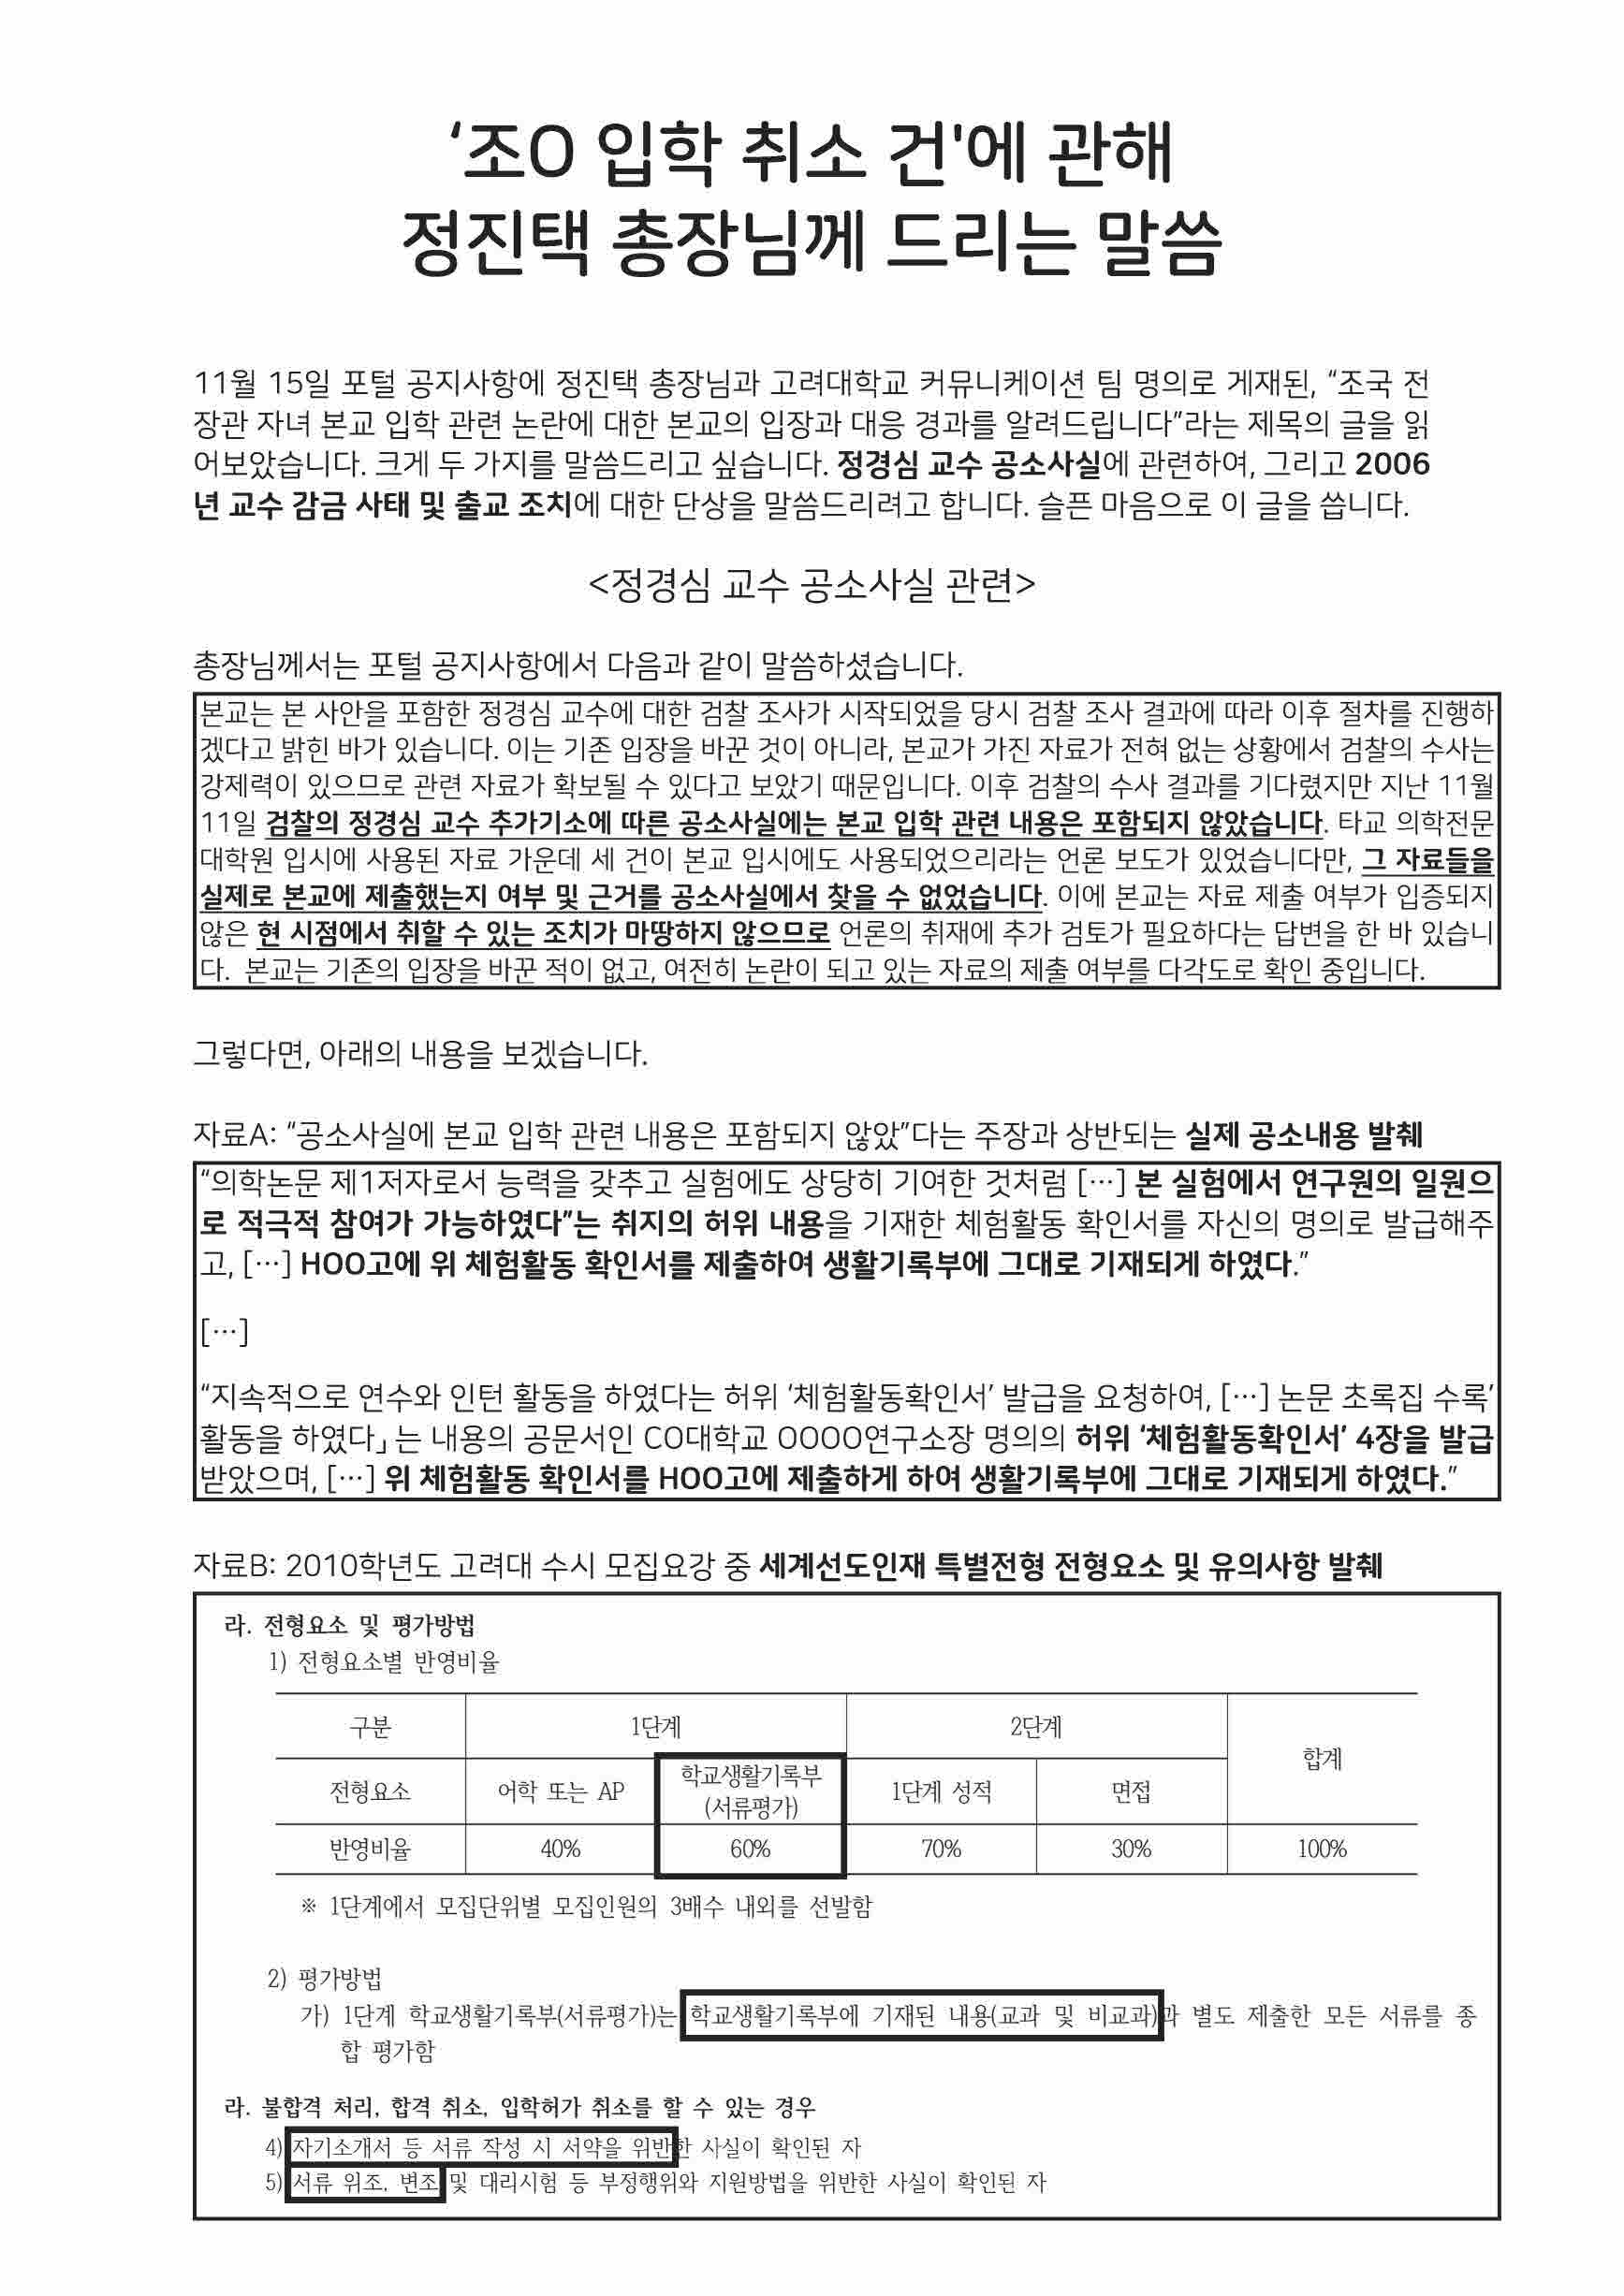 ‘조O 입학 취소 건'에 관해
정진택 총장님께 드리는 말씀
11월 15일 포털 공지사항에 정진택 총장님과 고려대학교 커뮤니케이션 팀 명의로 게재된, “조국 전
장관 자녀 본교 입학 관련 논란에 대한 본교의 입장과 대응 경과를 알려드립니다”라는 제목의 글을 읽
어보았습니다. 크게 두 가지를 말씀드리고 싶습니다. 정경심 교수 공소사실에 관련하여, 그리고 2006
년 교수 감금 사태 및 출교 조치에 대한 단상을 말씀드리려고 합니다. 슬픈 마음으로 이 글을 씁니다.
<정경심 교수 공소사실 관련>
총장님께서는 포털 공지사항에서 다음과 같이 말씀하셨습니다.
본교는 본 사안을 포함한 정경심 교수에 대한 검찰 조사가 시작되었을 당시 검찰 조사 결과에 따라 이후 절차를 진행하
겠다고 밝힌 바가 있습니다. 이는 기존 입장을 바꾼 것이 아니라, 본교가 가진 자료가 전혀 없는 상황에서 검찰의 수사는
강제력이 있으므로 관련 자료가 확보될 수 있다고 보았기 때문입니다. 이후 검찰의 수사 결과를 기다렸지만 지난 11월
11일 검찰의 정경심 교수 추가기소에 따른 공소사실에는 본교 입학 관련 내용은 포함되지 않았습니다. 타교 의학전문
대학원 입시에 사용된 자료 가운데 세 건이 본교 입시에도 사용되었으리라는 언론 보도가 있었습니다만, 그 자료들을
실제로 본교에 제출했는지 여부 및 근거를 공소사실에서 찾을 수 없었습니다. 이에 본교는 자료 제출 여부가 입증되지
않은 현 시점에서 취할 수 있는 조치가 마땅하지 않으므로 언론의 취재에 추가 검토가 필요하다는 답변을 한 바 있습니
다. 본교는 기존의 입장을 바꾼 적이 없고, 여전히 논란이 되고 있는 자료의 제출 여부를 다각도로 확인 중입니다.
그렇다면, 아래의 내용을 보겠습니다.
자료A: “공소사실에 본교 입학 관련 내용은 포함되지 않았”다는 주장과 상반되는 실제 공소내용 발췌
“의학논문 제1저자로서 능력을 갖추고 실험에도 상당히 기여한 것처럼 […] 본 실험에서 연구원의 일원으
로 적극적 참여가 가능하였다”는 취지의 허위 내용을 기재한 체험활동 확인서를 자신의 명의로 발급해주
고, […] HOO고에 위 체험활동 확인서를 제출하여 생활기록부에 그대로 기재되게 하였다.”
[…]
“지속적으로 연수와 인턴 활동을 하였다는 허위 ‘체험활동확인서’ 발급을 요청하여, […] 논문 초록집 수록’
활동을 하였다」는 내용의 공문서인 CO대학교 OOOO연구소장 명의의 허위 ‘체험활동확인서’ 4장을 발급
받았으며, […] 위 체험활동 확인서를 HOO고에 제출하게 하여 생활기록부에 그대로 기재되게 하였다.”
자료B: 2010학년도 고려대 수시 모집요강 중 세계선도인재 특별전형 전형요소 및 유의사항 발췌
라. 전형요소 및 평가방법
1) 전형요소별 반영비율
구분 1단계 2단계 합계
전형요소 어학 또는 AP 학교생활기록부 (서류평가) 1단계 성적 면접
반영비율 40% 60% 70% 30% 100%
※ 1단계에서 모집단위별 모집인원의 3배수 내외를 선발함
2) 평가방법
가) 1단계 학교생활기록부(서류평가)는 학교생활기록부에 기재된 내용(교과 및 비교과)과 별도 제출한 모든 서류를 종
합 평가함
라. 불합격 처리, 합격 취소, 입학허가 취소를 할 수 있는 경우
4) 자기소개서 등 서류 작성 시 서약을 위반한 사실이 확인된 자
5) 서류 위조, 변조 및 대리시험 등 부정행위와 지원방법을 위반한 사실이 확인된 자